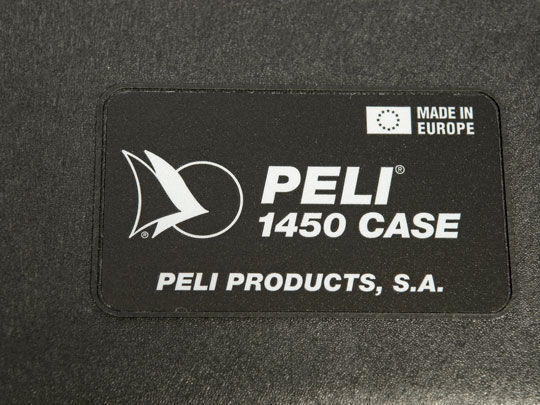 MADE IN
EUROPE
PELI®
1450 CASE
®
PELI PRODUCTS, S.A.